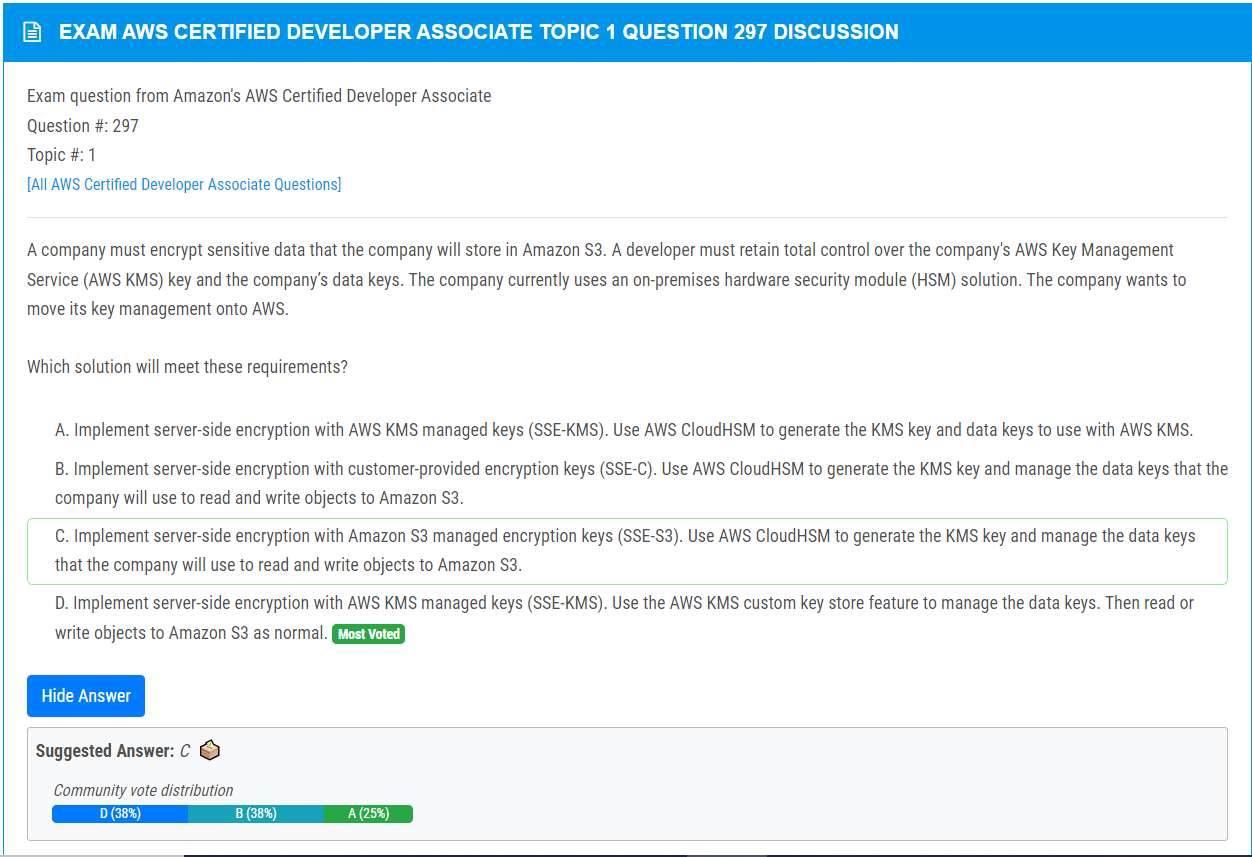 EXAM AWS CERTIFIED DEVELOPER ASSOCIATE TOPIC 1 QUESTION 297 DISCUSSION
Exam question from Amazon's AWS Certified Developer Associate
Question #: 297
Topic #: 1
[All AWS Certified Developer Associate Questions]
A company must encrypt sensitive data that the company will store in Amazon S3. A developer must retain total control over the company's AWS Key Management
Service (AWS KMS) key and the company's data keys. The company currently uses an on-premises hardware security module (HSM) solution. The company wants to
move its key management onto AWS.
Which solution will meet these requirements?
A. Implement server-side encryption with AWS KMS managed keys (SSE-KMS). Use AWS CloudHSM to generate the KMS key and data keys to use with AWS KMS.
B. Implement server-side encryption with customer-provided encryption keys (SSE-C). Use AWS CloudHSM to generate the KMS key and manage the data keys that the
company will use to read and write objects to Amazon S3.
C. Implement server-side encryption with Amazon S3 managed encryption keys (SSE-S3). Use AWS CloudHSM to generate the KMS key and manage the data keys
that the company will use to read and write objects to Amazon S3.
D. Implement server-side encryption with AWS KMS managed keys (SSE-KMS). Use the AWS KMS custom key store feature to manage the data keys. Then read or
write objects to Amazon S3 as normal. Most Voted
Hide Answer
Suggested Answer: C
Community vote distribution
D (38%) B (38%) A (25%)